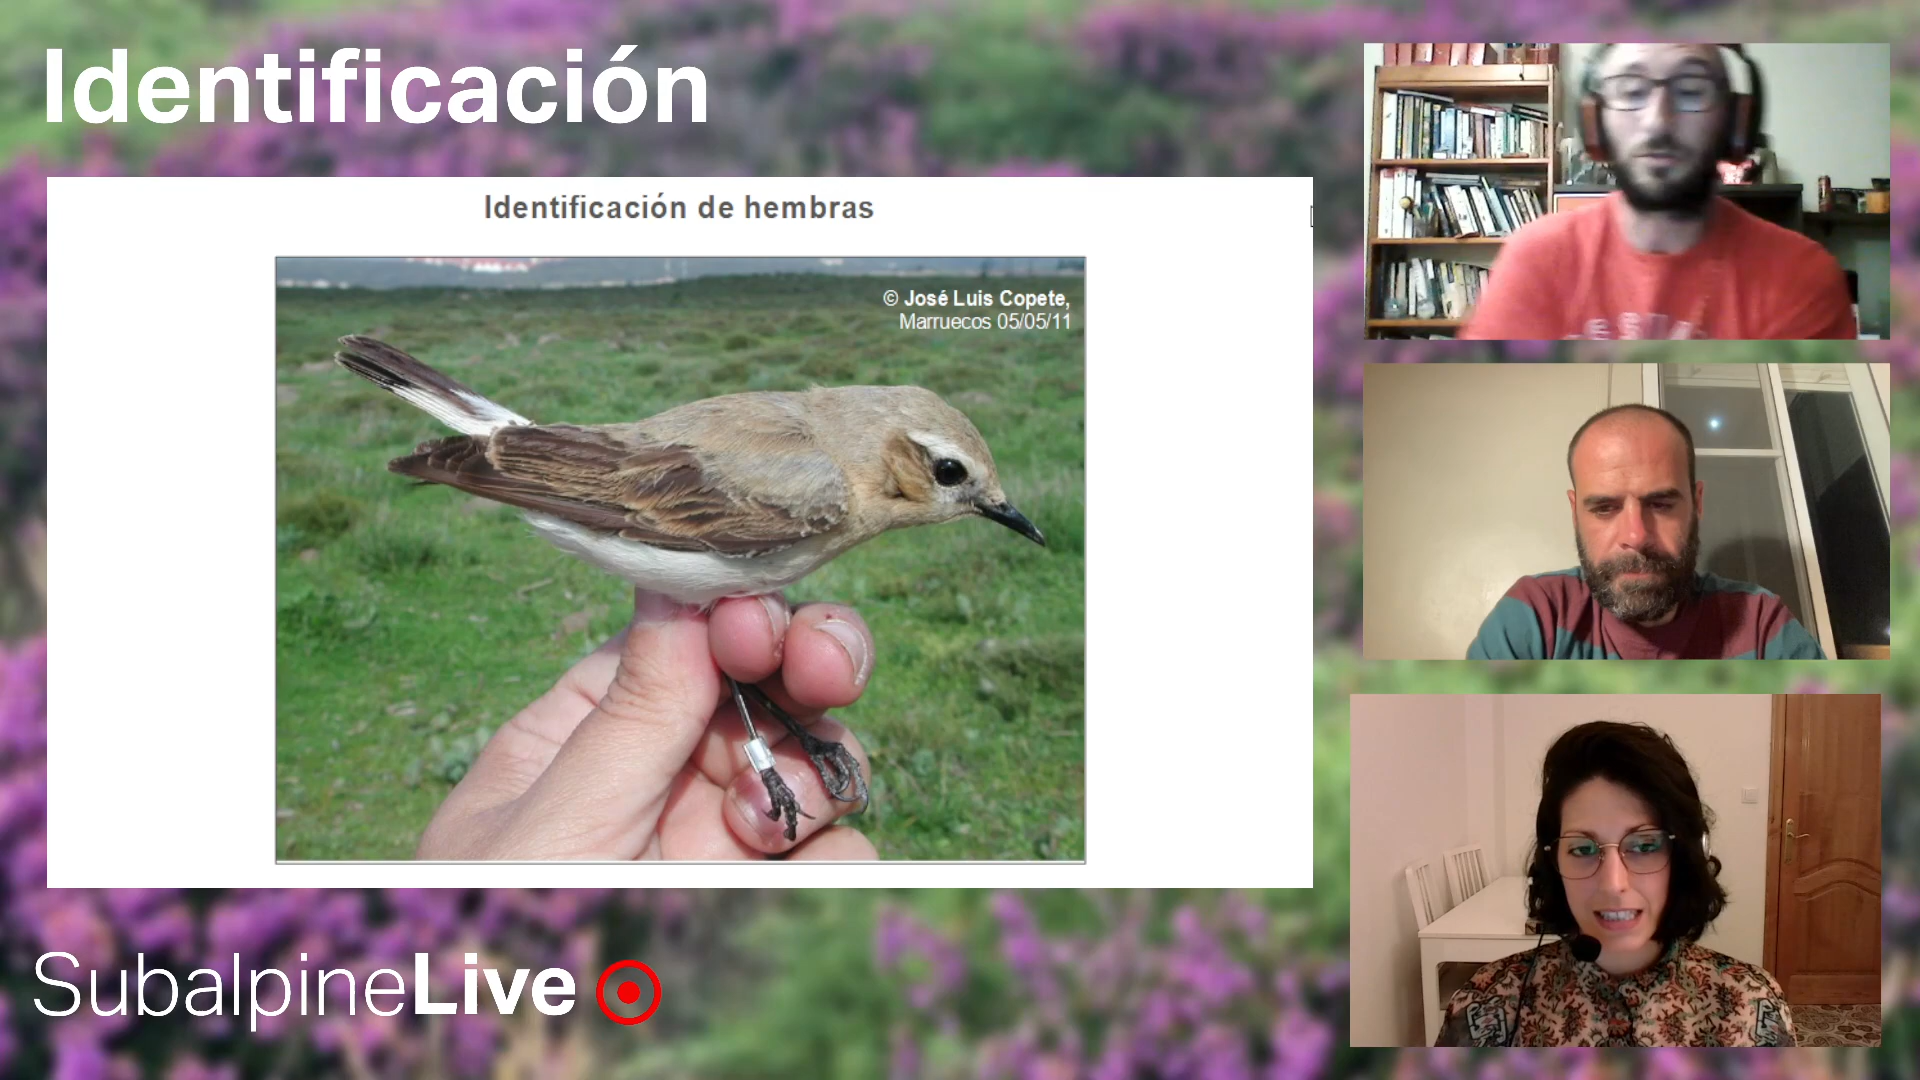 Identificación
Identificación de hembras
© José Luis Copete,
Marruecos 05/05/11
SubalpineLive